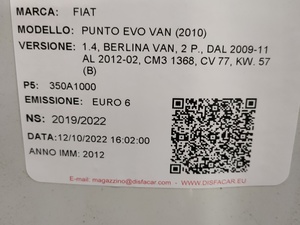 MARCA: FIAT
MODELLO: PUNTO EVO VAN (2010)
VERSIONE: 1.4, BERLINA VAN, 2 P., DAL 2009-11
AL 2012-02, CM3 1368, CV 77, KW. 57
(B)
P5: 350A1000
EMISSIONE: EURO 6
NS: 2019/2022
DATA:12/10/2022 16:02:00
ANNO IMM: 2012
E-mail: magazzino@disfacar.com WWW.DISFACAR.EU